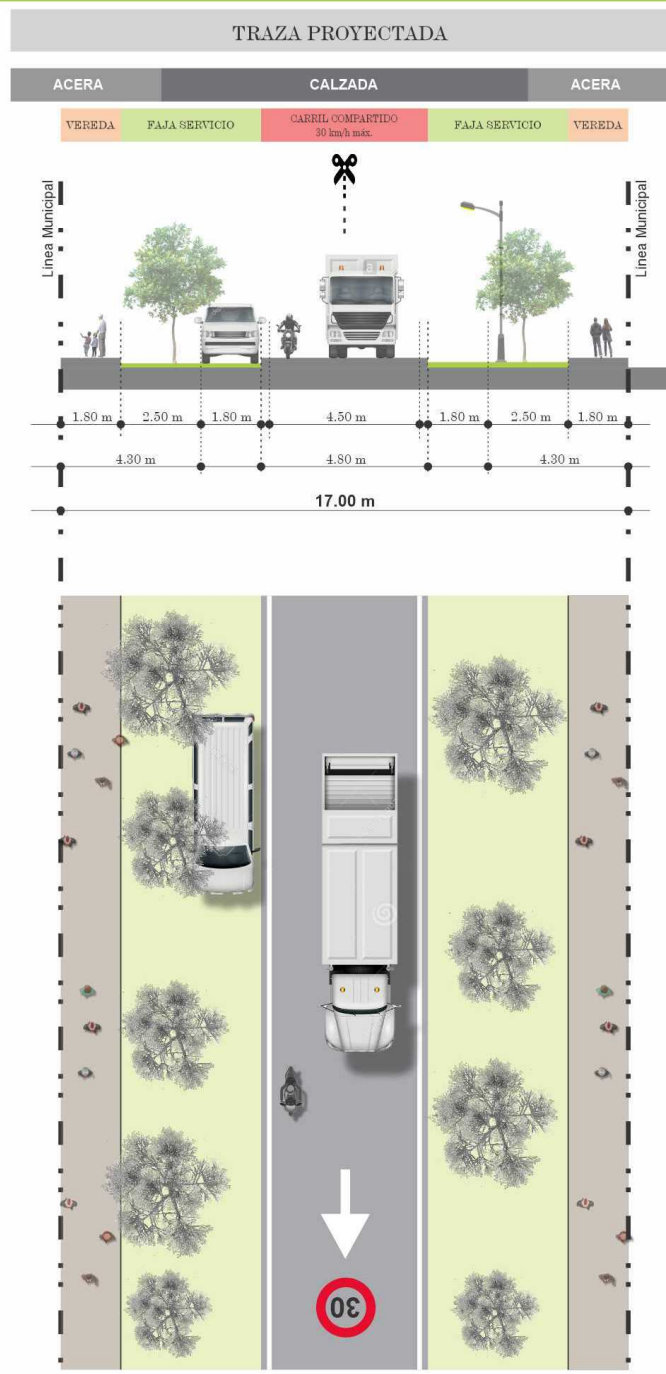 TRAZA PROYECTADA
ACERA CALZADA ACERA
VEREDA FAJA SERVICIO CARRIL COMPARTIDO FAJA SERVICIO VEREDA
30 km/h máx.
Línea Municipal Línea Municipal
1.80 m 2.50 m 1.80 m 4.50 m 1.80 m 2.50 m 1.80 m
4.30 m 4.80 m 4.30 m
17.00 m
30